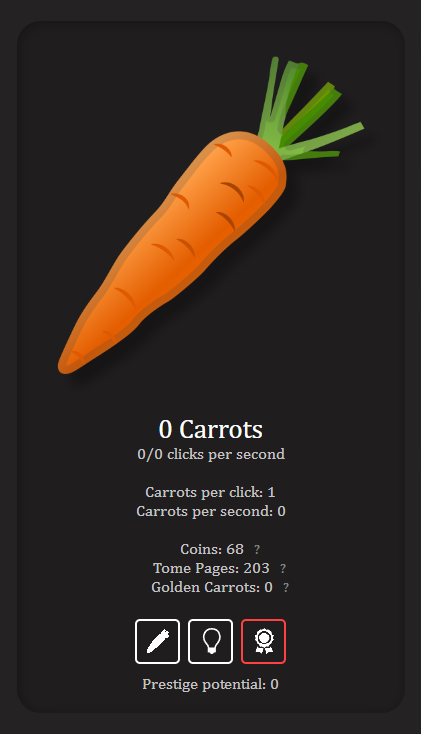 0 Carrots
0/0 clicks per second
Carrots per click: 1
Carrots per second: 0
Coins: 68 ?
Tome Pages: 203 ?
Golden Carrots: 0 ?
Prestige potential: 0